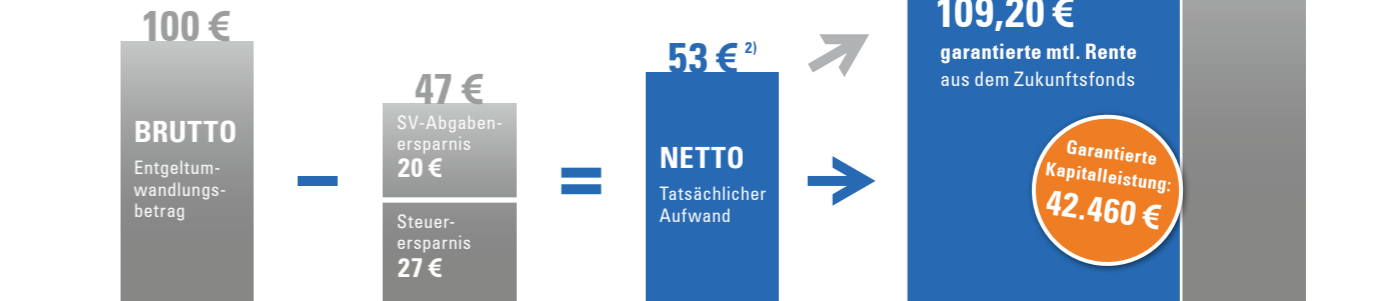 100 €
BRUTTO
Entgeltum-
wandlungs-
betrag
–
47 €
SV-Abgaben-
ersparnis
20 €
Steuer-
ersparnis
27 €
=
53 € 2)
NETTO
Tatsächlicher
Aufwand
109,20 €
garantierte mtl. Rente
aus dem Zukunftsfonds
Garantierte
Kapitalleistung:
42.460 €